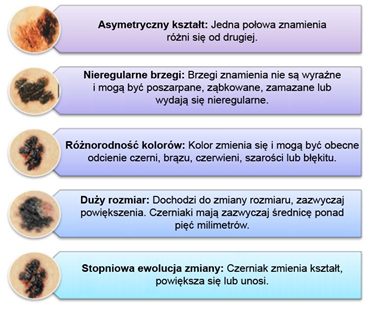 Asymetryczny kształt: Jedna połowa znamienia
różni się od drugiej.
Nieregularne brzegi: Brzegi znamienia nie są wyraźne
i mogą być poszarpane, ząbkowane, zamazane lub
wydają się nieregularne.
Różnorodność kolorów: Kolor zmienia się i mogą być obecne
odcienie czerni, brązu, czerwieni, szarości lub błękitu.
Duży rozmiar: Dochodzi do zmiany rozmiaru, zazwyczaj
powiększenia. Czerniaki mają zazwyczaj średnicę ponad
pięć milimetrów.
Stopniowa ewolucja zmiany: Czerniak zmienia kształt,
powiększa się lub unosi.